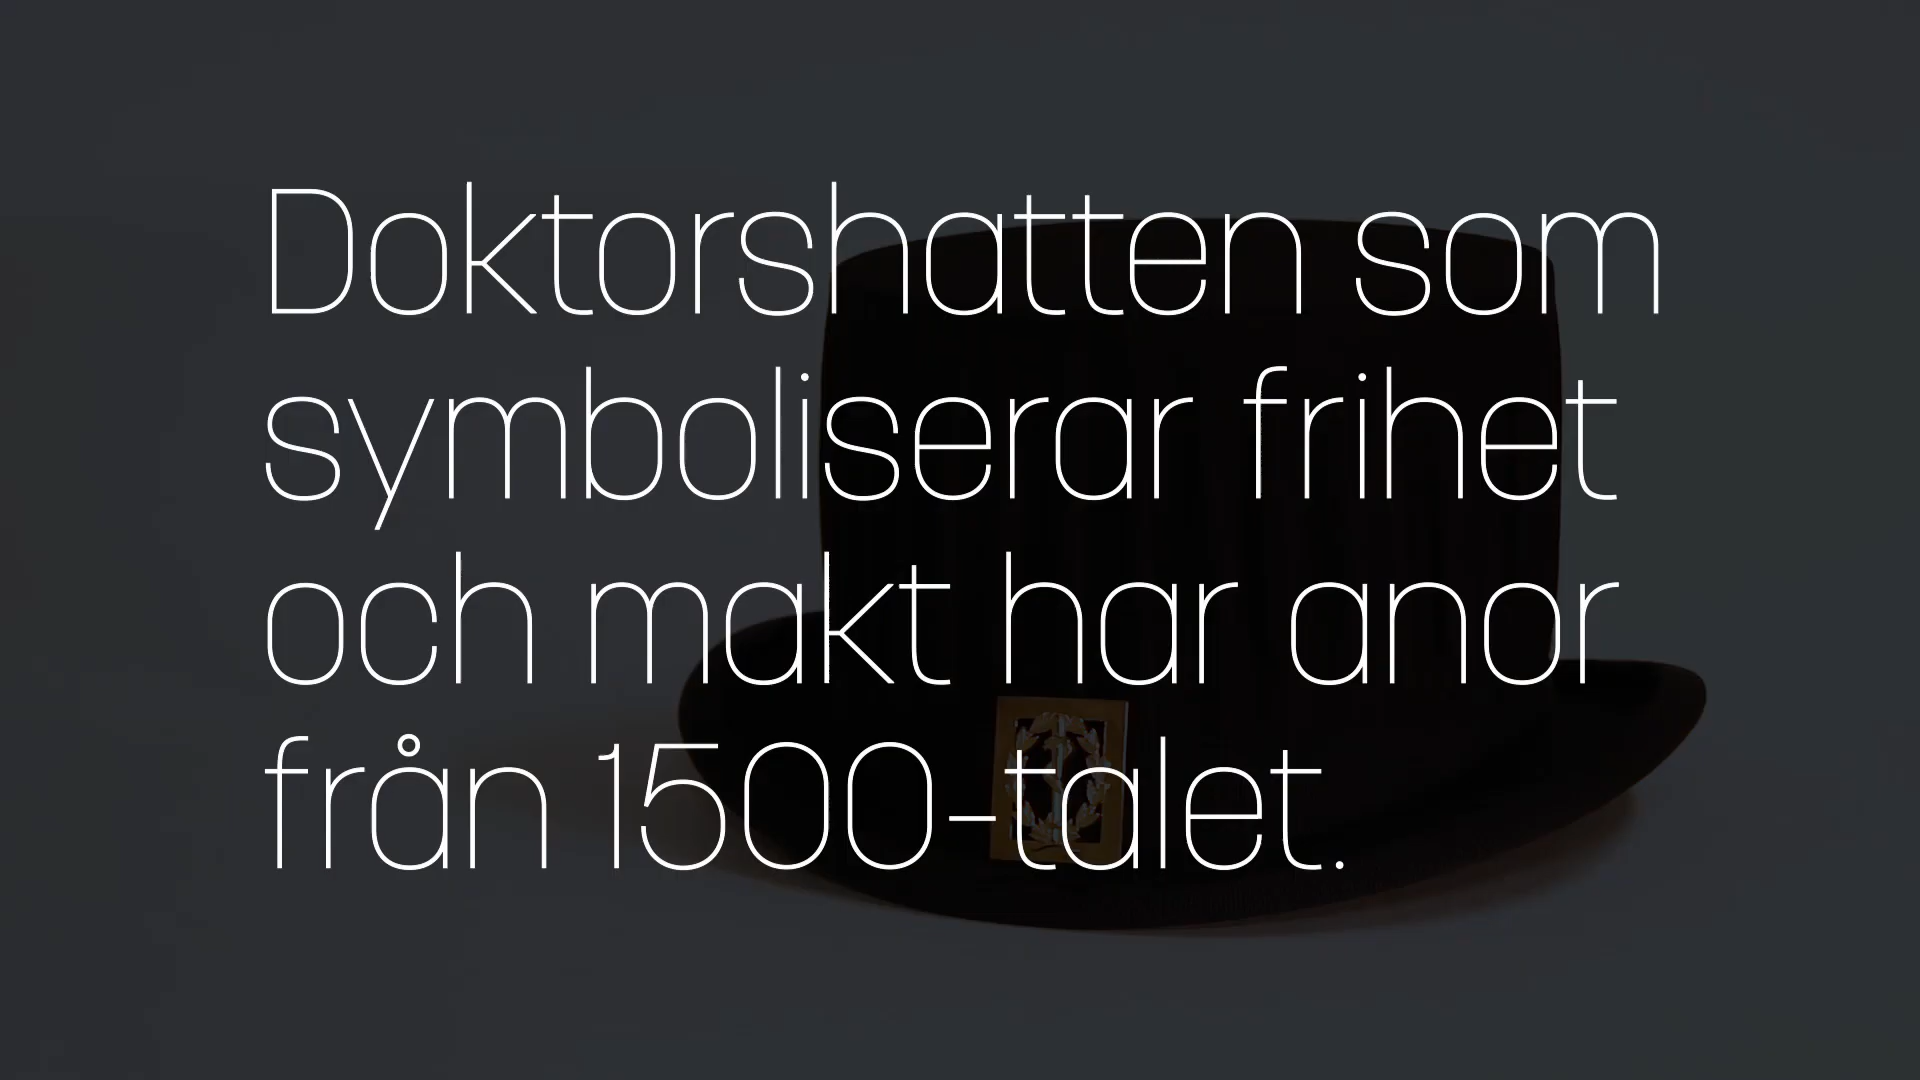 Doktorshatten som
symboliserar frihet
och makt har anor
från 1500-talet.